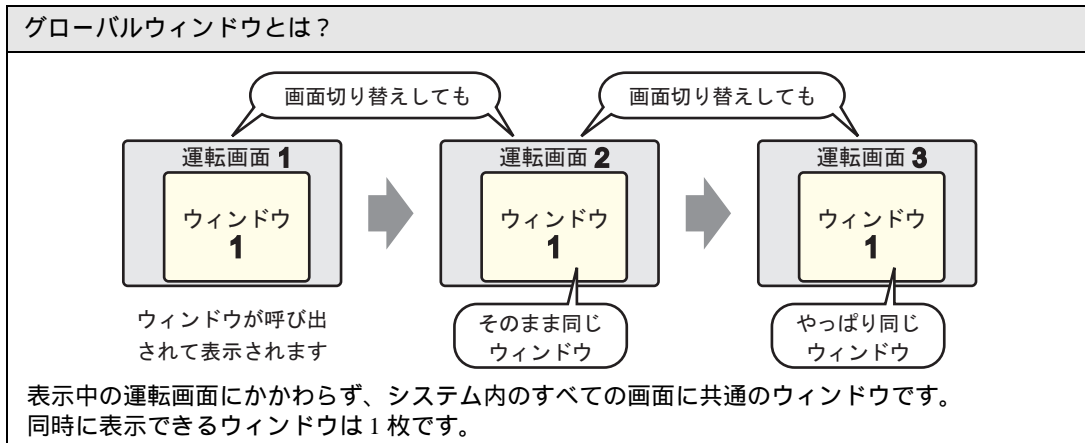 グローバルウィンドウとは?
画面切り替えしても
画面切り替えしても
運転画面 1
ウィンドウ
1
運転画面 2
ウィンドウ
1
運転画面 3
ウィンドウ
1
ウィンドウが呼び出
されて表示されます
そのまま同じ
ウィンドウ
やっぱり同じ
ウィンドウ
表示中の運転画面にかかわらず、システム内のすべての画面に共通のウィンドウです。
同時に表示できるウィンドウは 1 枚です。